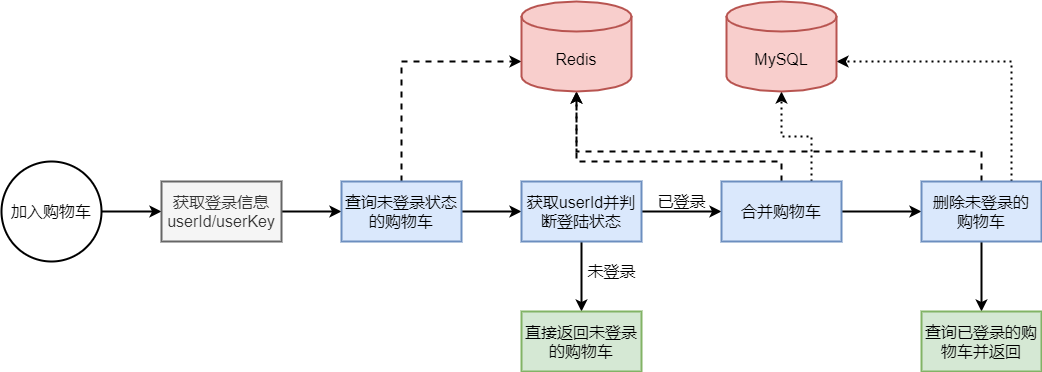 Redis
MySQL
加入购物车
获取登录信息
userId/userKey
查询未登录状态
的购物车
获取userId并判
断登陆状态
已登录
合并购物车
删除未登录的
购物车
未登录
直接返回未登录
的购物车
查询已登录的购
物车并返回